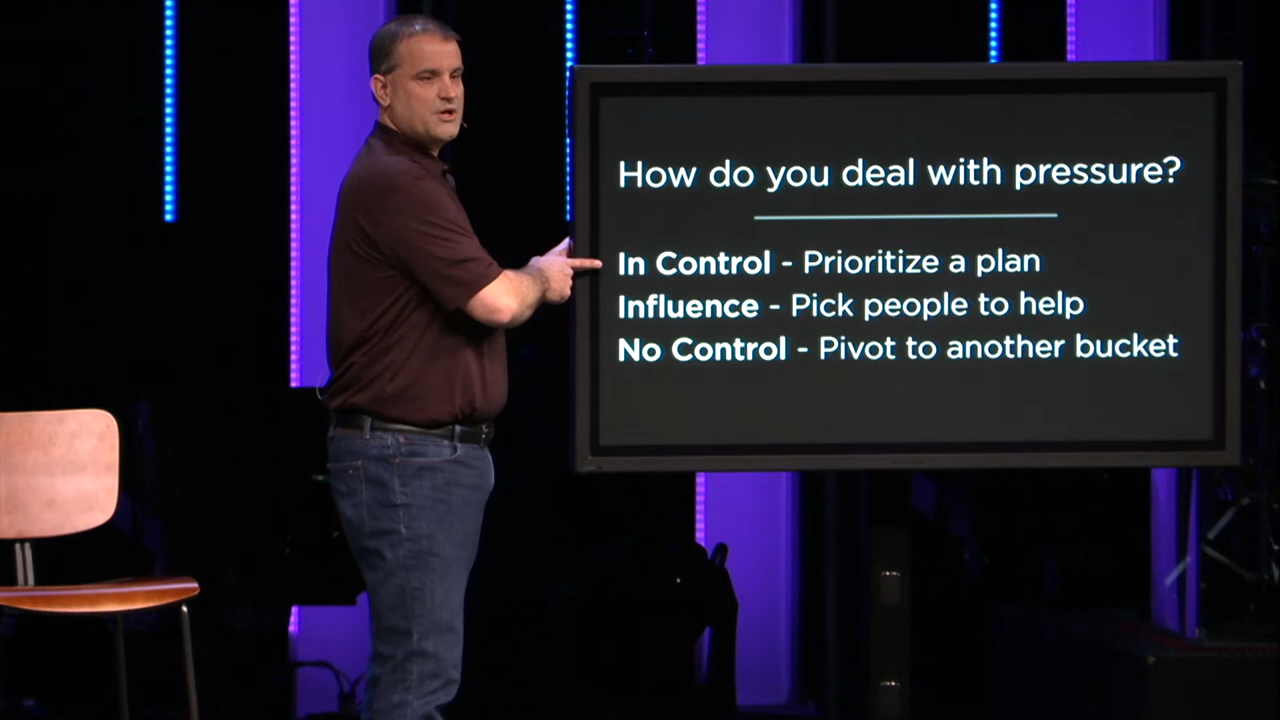 How do you deal with pressure?
In Control - Prioritize a plan
Influence - Pick people to help
No Control - Pivot to another bucket